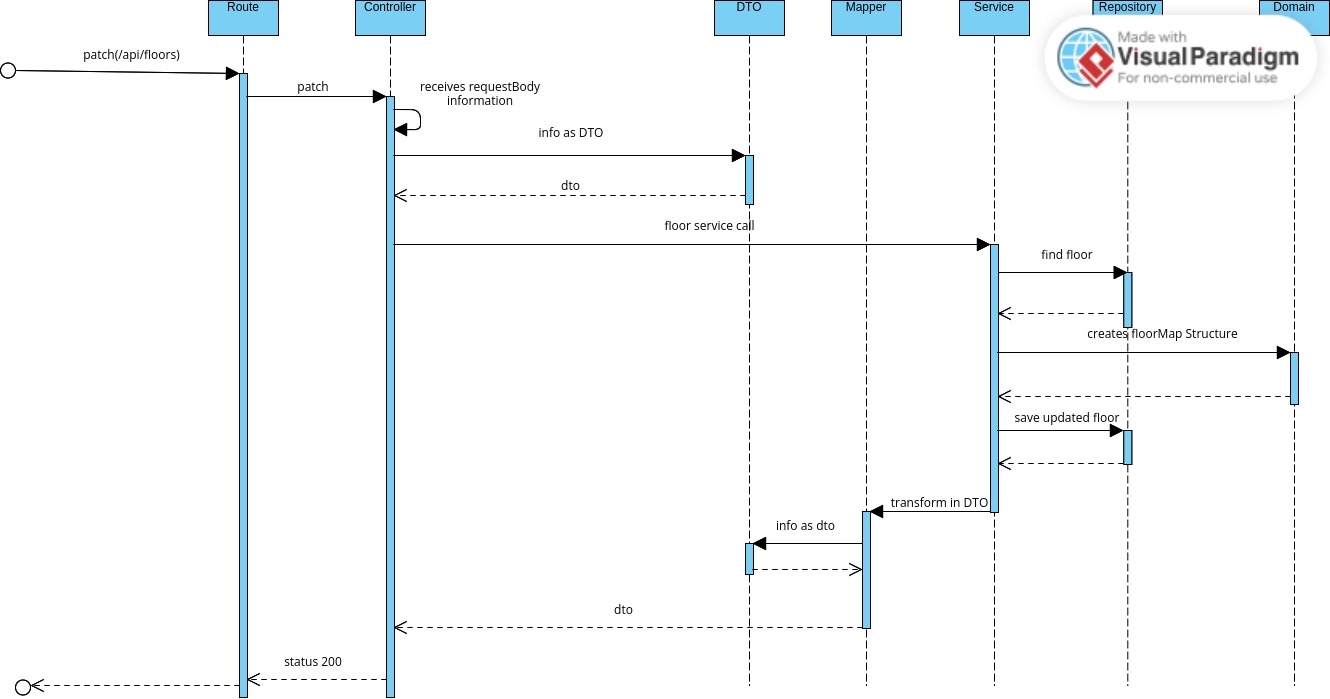 Route
Controller
DTO
Mapper
Service
Repository
Domain
Made with
Visual Paradigm
For non-commercial use
patch(/api/floors)
patch
receives requestBody
information
info as DTO
dto
floor service call
find floor
creates floorMap Structure
save updated floor
transform in DTO
info as dto
dto
status 200